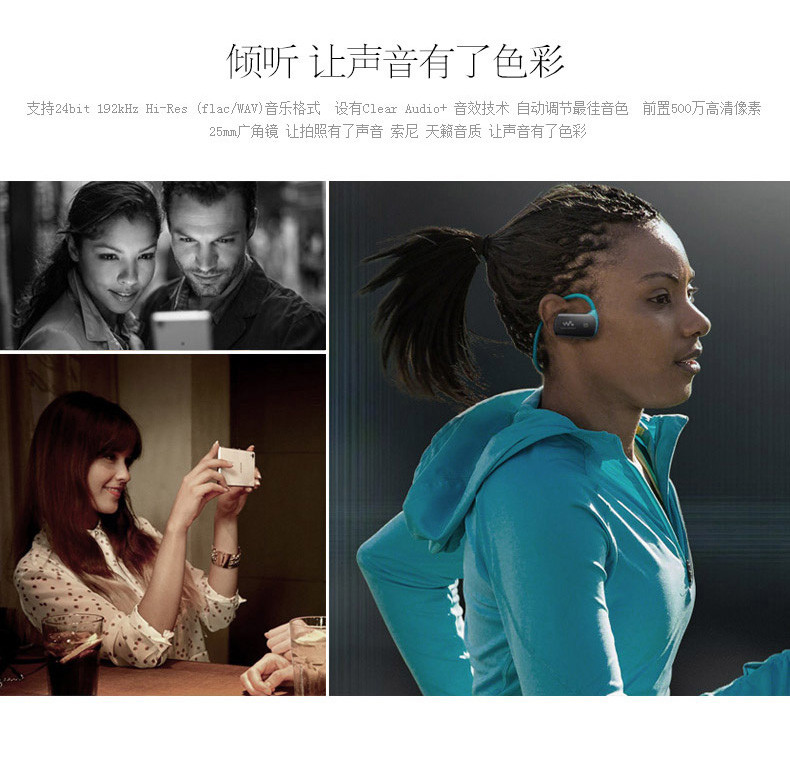 倾听 让声音有了色彩
支持24bit 192kHz Hi-Res (flac/WAV)音乐格式 设有Clear Audio+ 音效技术 自动调节最佳音色 前置500万高清像素
25mm广角镜 让拍照有了声音 索尼 天籁音质 让声音有了色彩